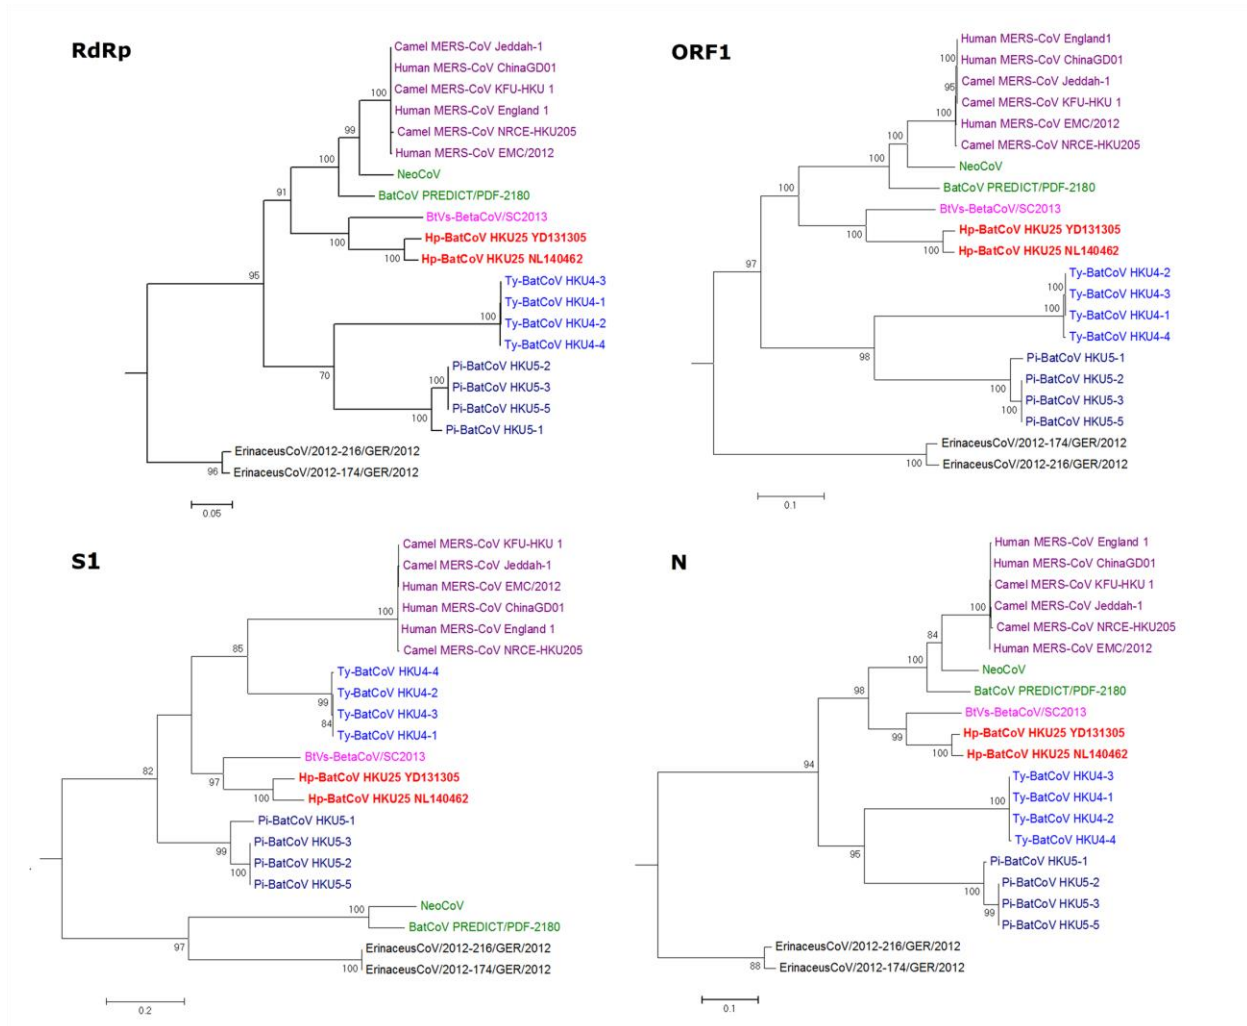 RdRp
Camel MERS-CoV Jeddah-1
Human MERS-CoV ChinaGD01
Camel MERS-CoV KFU-HKU 1
100
Human MERS-CoV England 1
99
Camel MERS-CoV NRCE-HKU205
Human MERS-CoV EMC/2012
100
NeoCoV
91
BatCoV PREDICT/PDF-2180
BtVs-BetaCoV/SC2013
100
Hp-BatCoV HKU25 YD131305
100
Hp-BatCoV HKU25 NL140462
95
Ty-BatCoV HKU4-3
Ty-BatCoV HKU4-1
100
Ty-BatCoV HKU4-2
Ty-BatCoV HKU4-4
70
Pi-BatCoV HKU5-2
100
Pi-BatCoV HKU5-3
Pi-BatCoV HKU5-5
100
Pi-BatCoV HKU5-1
ErinaceusCoV/2012-216/GER/2012
96
ErinaceusCoV/2012-174/GER/2012
0.05
ORF1
Human MERS-CoV England1
100
Human MERS-CoV ChinaGD01
Camel MERS-CoV Jeddah-1
95
Camel MERS-CoV KFU-HKU 1
100
Human MERS-CoV EMC/2012
100
Camel MERS-CoV NRCE-HKU205
100
NeoCoV
100
BatCoV PREDICT/PDF-2180
BtVs-BetaCoV/SC2013
100
Hp-BatCoV HKU25 YD131305
100
Hp-BatCoV HKU25 NL140462
97
Ty-BatCoV HKU4-2
100
Ty-BatCoV HKU4-3
100
Ty-BatCoV HKU4-1
Ty-BatCoV HKU4-4
98
Pi-BatCoV HKU5-1
Pi-BatCoV HKU5-2
100
Pi-BatCoV HKU5-3
100
Pi-BatCoV HKU5-5
ErinaceusCoV/2012-174/GER/2012
100
ErinaceusCoV/2012-216/GER/2012
0.1
S1
Camel MERS-CoV KFU-HKU 1
Camel MERS-CoV Jeddah-1
Human MERS-CoV EMC/2012
100
Human MERS-CoV ChinaGD01
Human MERS-CoV England 1
85
Camel MERS-CoV NRCE-HKU205
Ty-BatCoV HKU4-4
Ty-BatCoV HKU4-2
99
Ty-BatCoV HKU4-3
84
Ty-BatCoV HKU4-1
BtVs-BetaCoV/SC2013
82
97
Hp-BatCoV HKU25 YD131305
100
Hp-BatCoV HKU25 NL140462
Pi-BatCoV HKU5-1
Pi-BatCoV HKU5-3
99
Pi-BatCoV HKU5-2
100
Pi-BatCoV HKU5-5
NeoCoV
100
BatCoV PREDICT/PDF-2180
97
ErinaceusCoV/2012-216/GER/2012
100
ErinaceusCoV/2012-174/GER/2012
0.2
N
Human MERS-CoV England 1
Human MERS-CoV ChinaGD01
Camel MERS-CoV KFU-HKU 1
100
Camel MERS-CoV Jeddah-1
84
Camel MERS-CoV NRCE-HKU205
Human MERS-CoV EMC/2012
100
NeoCoV
98
BatCoV PREDICT/PDF-2180
BtVs-BetaCoV/SC2013
99
Hp-BatCoV HKU25 YD131305
100
Hp-BatCoV HKU25 NL140462
94
Ty-BatCoV HKU4-3
Ty-BatCoV HKU4-1
100
Ty-BatCoV HKU4-2
Ty-BatCoV HKU4-4
95
Pi-BatCoV HKU5-1
Pi-BatCoV HKU5-2
100
Pi-BatCoV HKU5-3
99
Pi-BatCoV HKU5-5
ErinaceusCoV/2012-216/GER/2012
88
ErinaceusCoV/2012-174/GER/2012
0.1